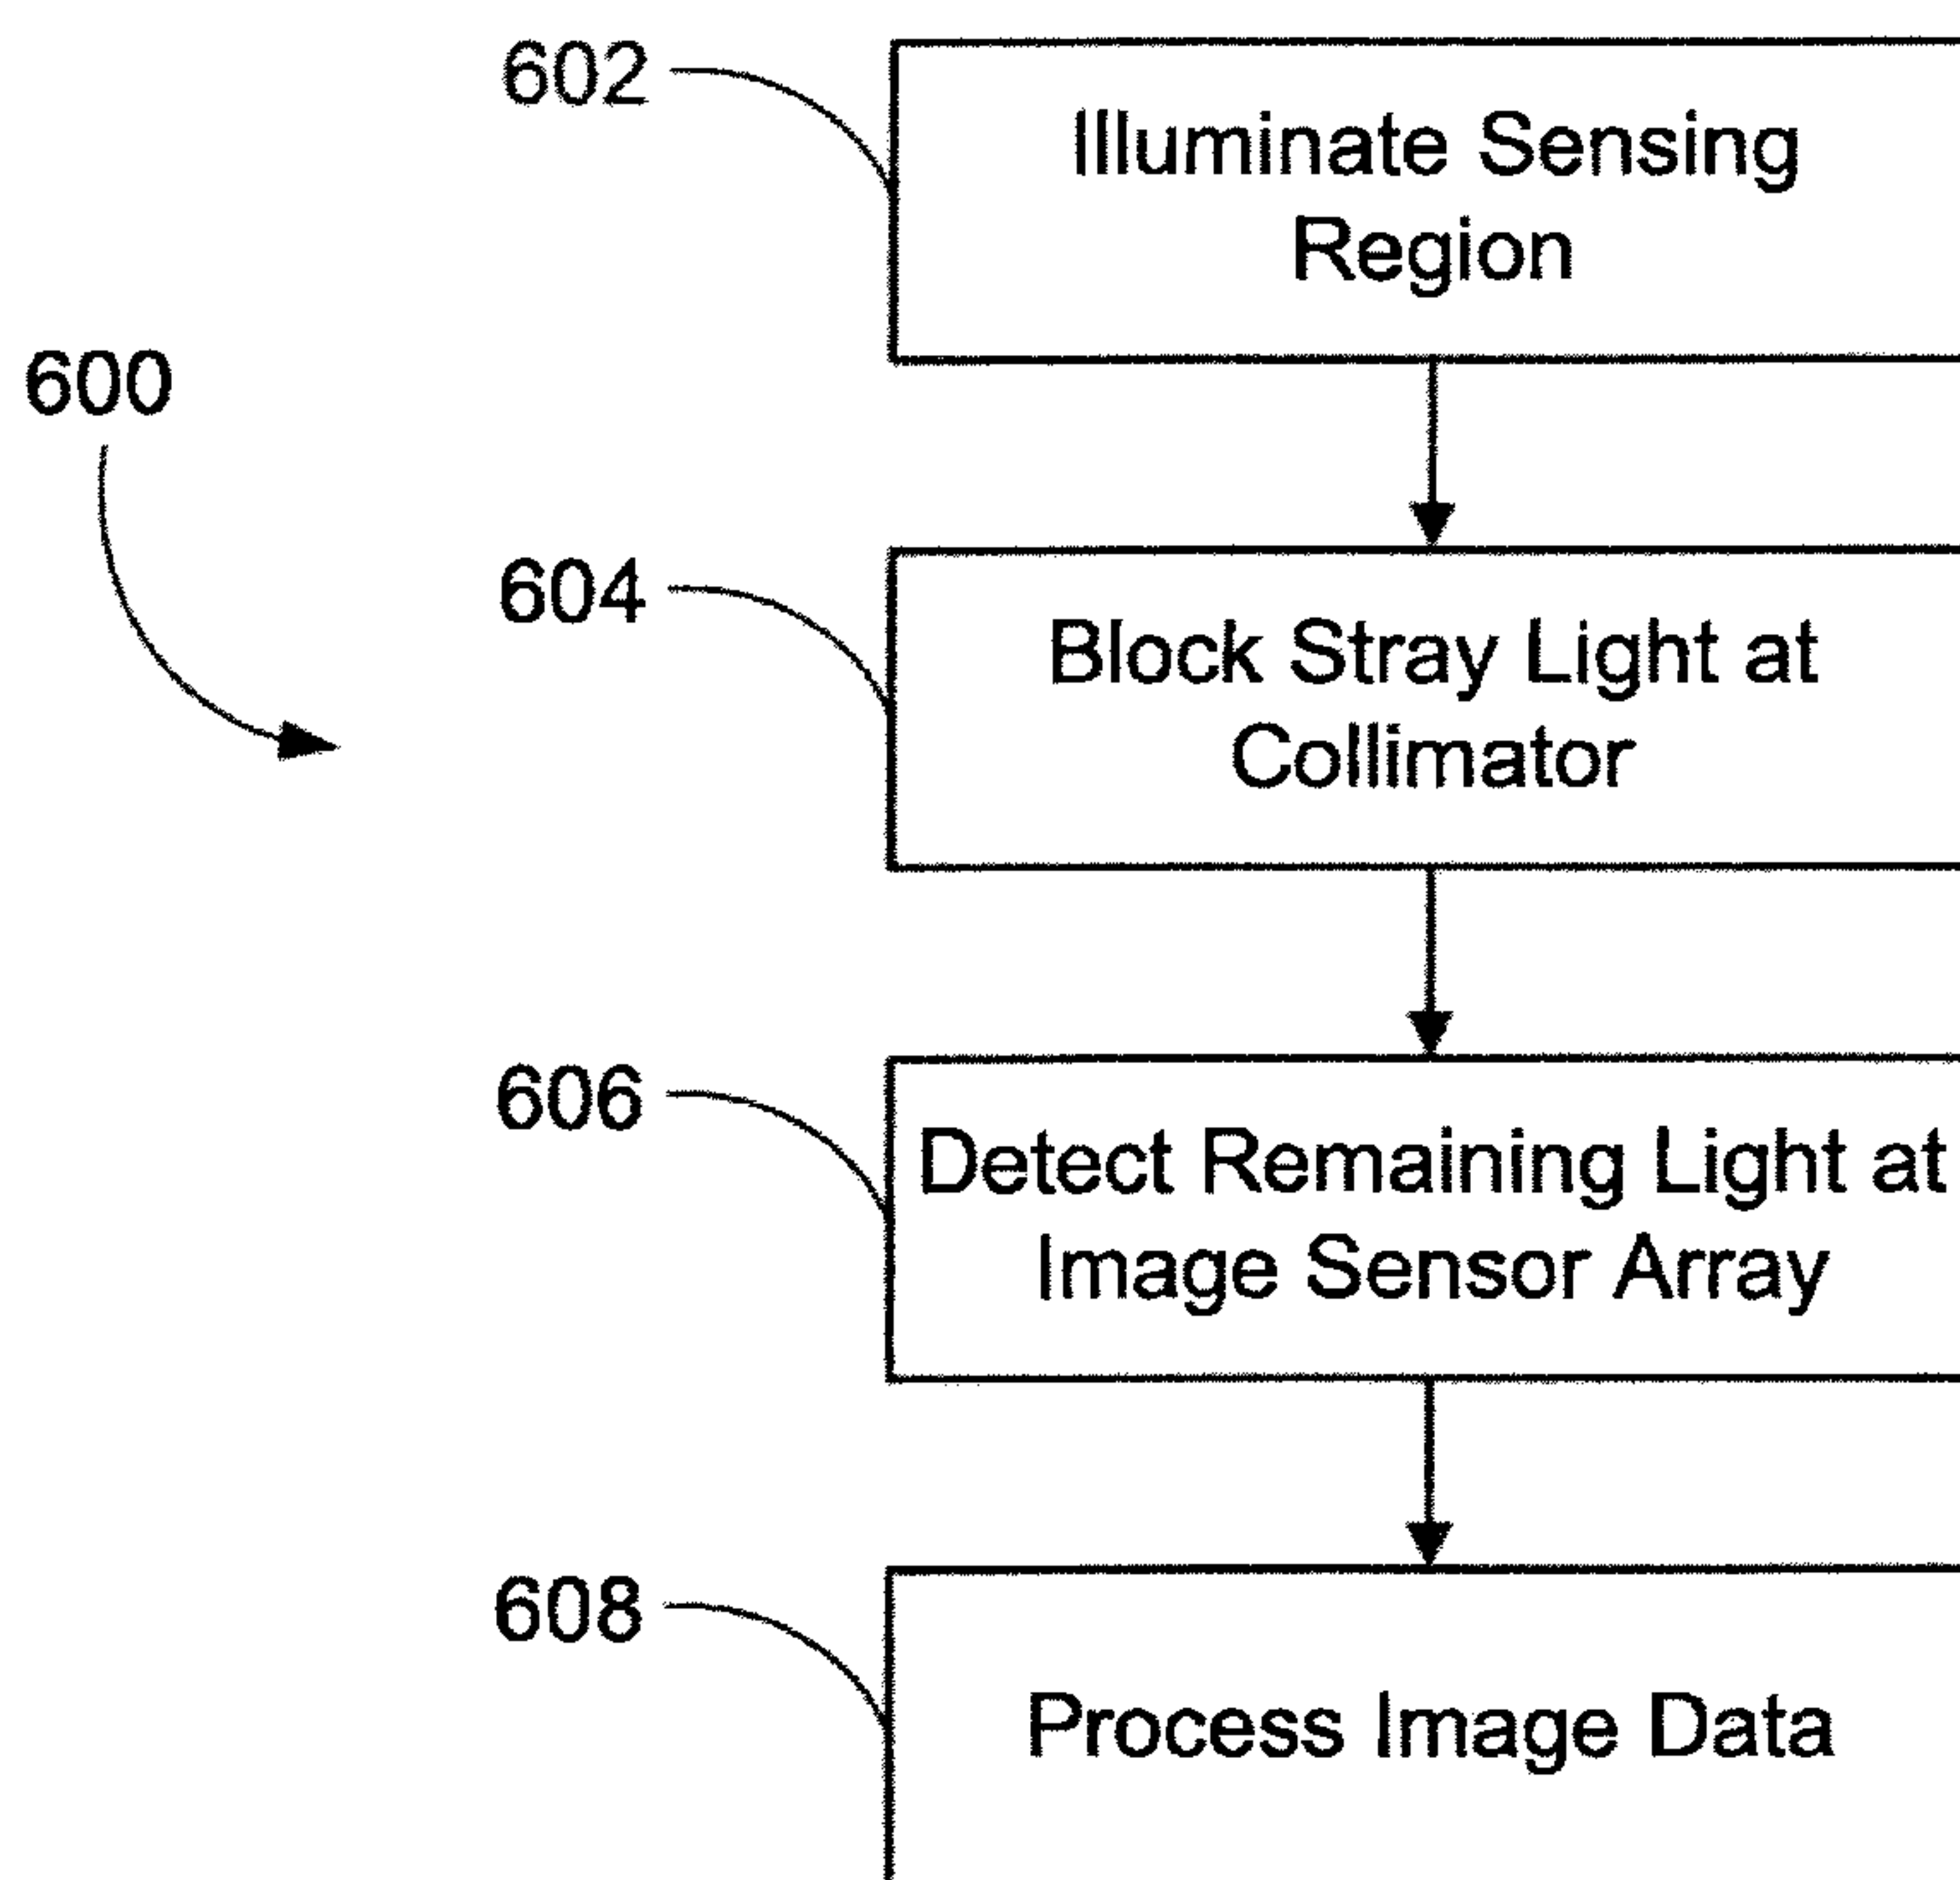 602
Illuminate Sensing
Region
600
604
Block Stray Light at
Collimator
606
Detect Remaining Light at
Image Sensor Array
608
Process Image Data